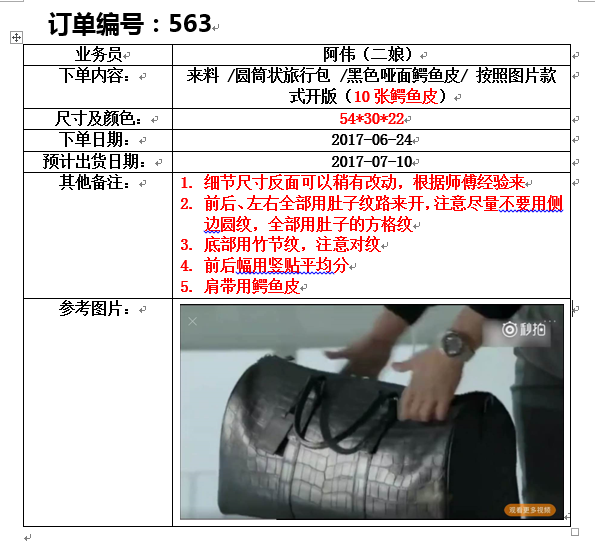 订单编号：563
业务员
阿伟（二娘）
下单内容：
来料 /圆筒状旅行包 /黑色哑面鳄鱼皮/ 按照图片款
式开版（10 张鳄鱼皮）
尺寸及颜色：
54*30*22
下单日期：
2017-06-24
预计出货日期：
2017-07-10
其他备注：
1. 细节尺寸反面可以稍有改动，根据师傅经验来
2. 前后、左右全部用肚子纹路来开，注意尽量不要用侧
边圆纹，全部用肚子的方格纹
3. 底部用竹节纹，注意对纹
4. 前后幅用竖贴平均分
5. 肩带用鳄鱼皮
参考图片：
秒拍
观看更多视频